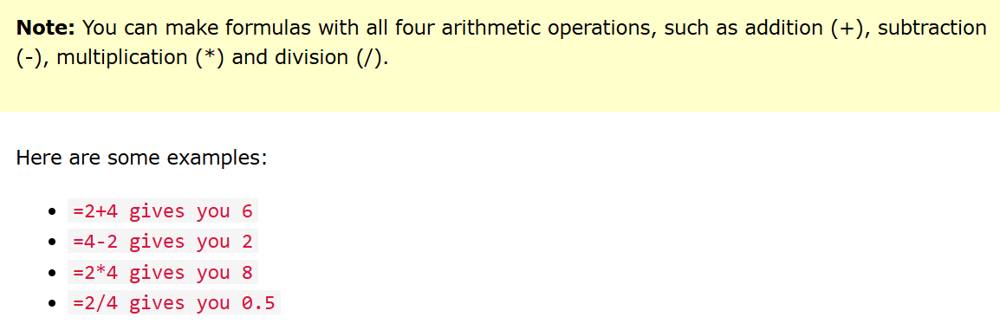 Note: You can make formulas with all four arithmetic operations, such as addition (+), subtraction
(-), multiplication (*) and division (/).
Here are some examples:
=2+4 gives you 6
=4-2 gives you 2
=2*4 gives you 8
=2/4 gives you 0.5